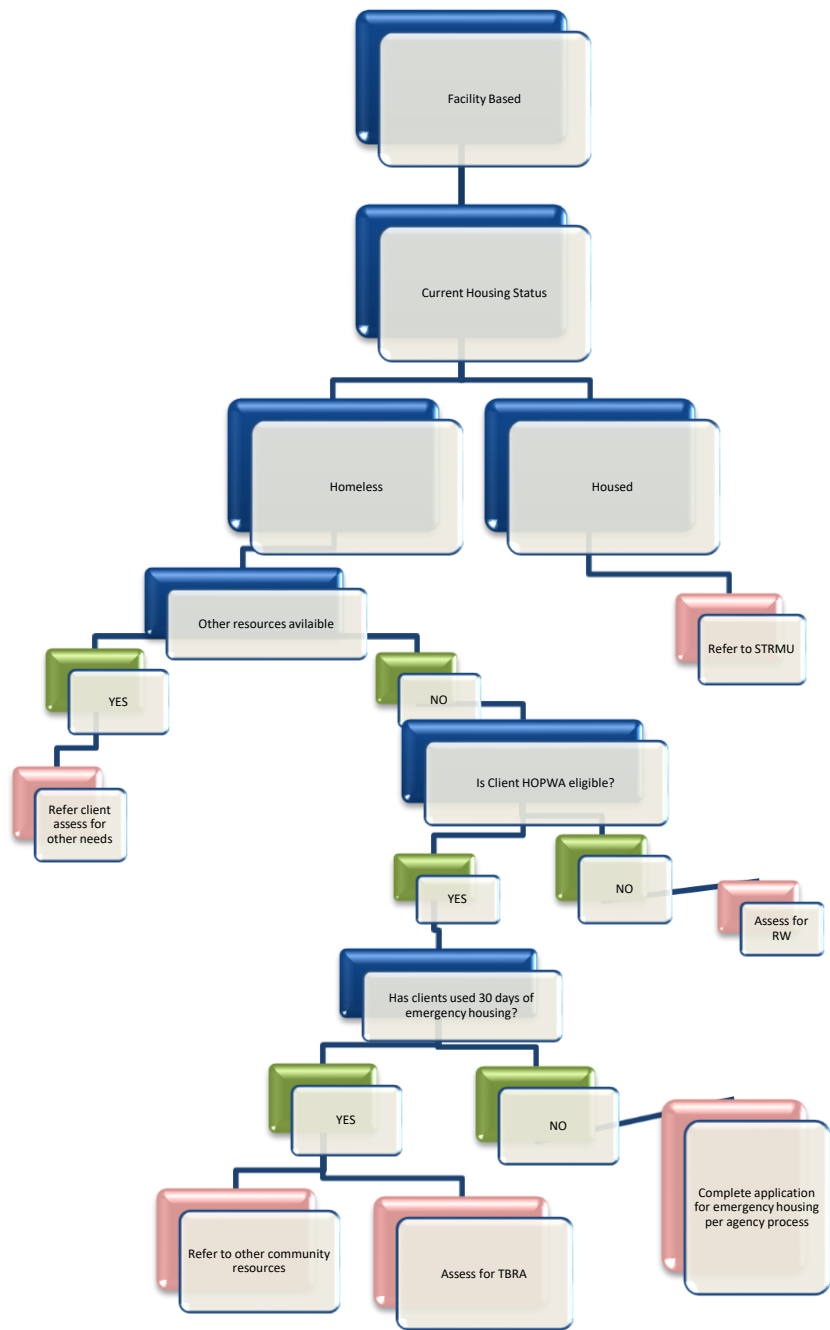 Facility Based
Current Housing Status
Homeless
Housed
Other resources avilaible
Refer to STRMU
YES
NO
Refer client
assess for
other needs
Is Client HOPWA eligible?
YES
NO
Assess for
RW
Has clients used 30 days of
emergency housing?
YES
NO
Complete application
for emergency housing
per agency process
Refer to other community
resources
Assess for TBRA